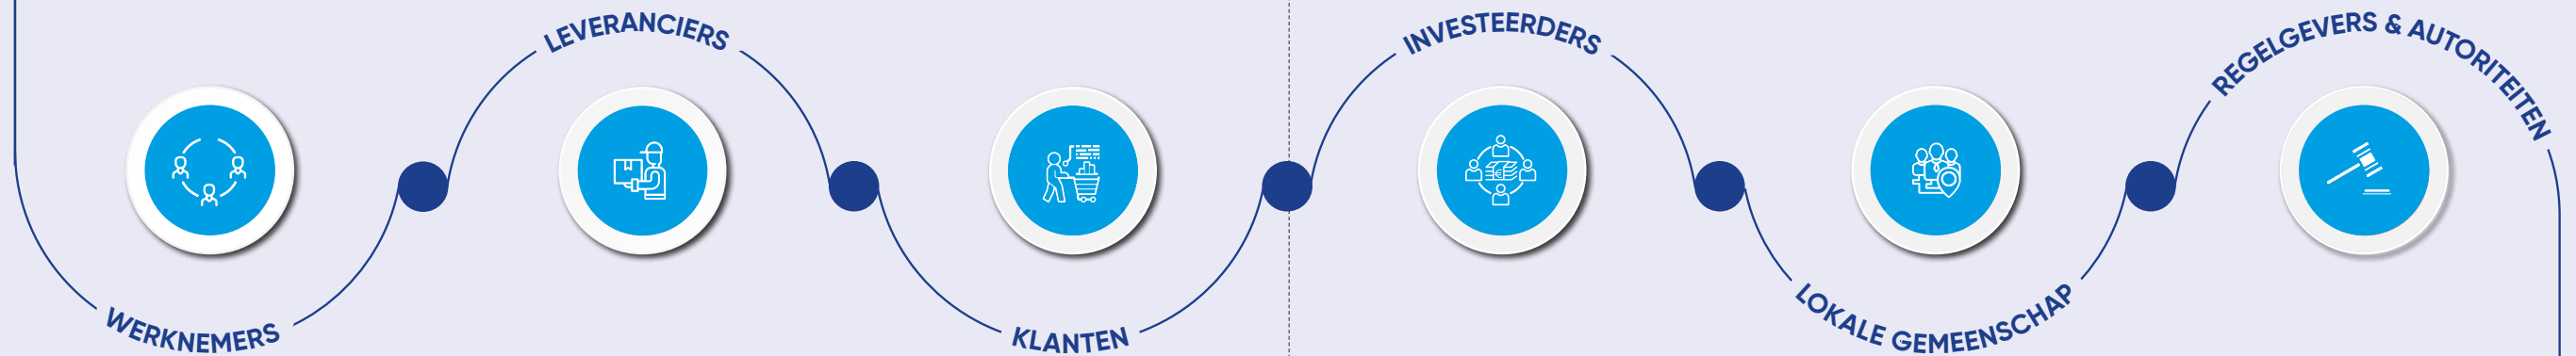 WERKNEMERS
LEVERANCIERS
KLANTEN
INVESTEERDERS
LOKALE GEMEENSCHAP
REGELGEVERS & AUTORITEITEN